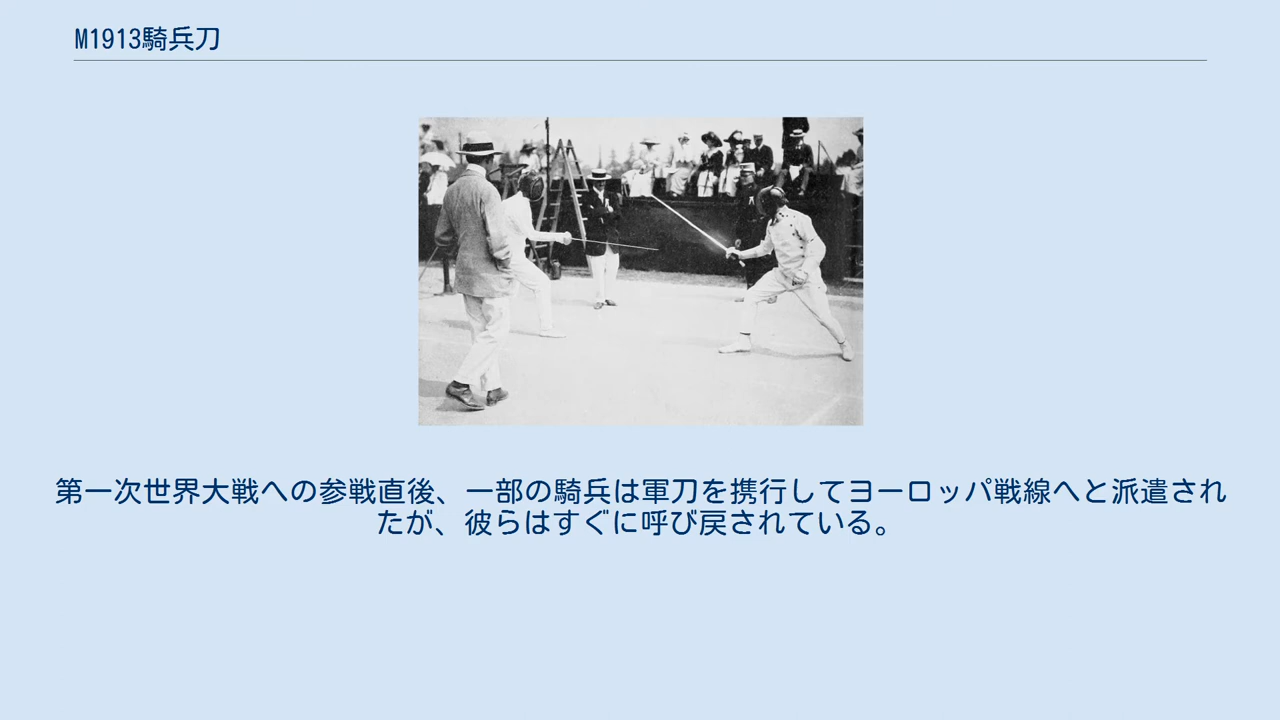 M1913騎兵刀
第一次世界大戦への参戦直後、一部の騎兵は軍刀を携行してヨーロッパ戦線へと派遣され
たが、彼らはすぐに呼び戻されている。